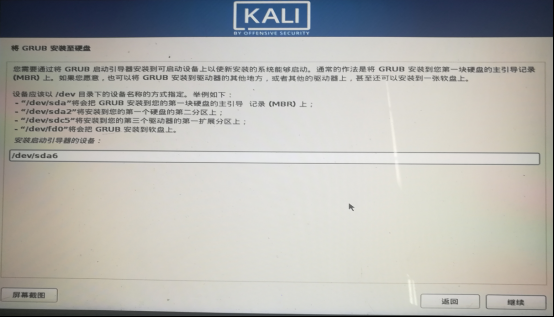 KALI
BY OFFENSIVE SECURITY
将 GRUB 安装至硬盘
您需要通过将 GRUB 启动引导器安装到可启动设备上以便新安装的系统能够启动。通常的作法是将 GRUB 安装到您第一块硬盘的主引导记录
(MBR) 上。如果您愿意，也可以将 GRUB 安装到驱动器的其他地方，或者其他的驱动器上，甚至还可以安装到一张软盘上。
设备应该以 /dev 目录下的设备名称的方式指定。举例如下：
- “/dev/sda”将会把 GRUB 安装到您的第一块硬盘的主引导 记录 (MBR) 上；
- “/dev/sda2”将安装到您的第一个硬盘的第二分区上；
- “/dev/sdc5”将安装到您的第三个驱动器的第一扩展分区上；
- “/dev/fd0”将会把 GRUB 安装到软盘上。
安装启动引导器的设备：
/dev/sda6
屏幕截图
返回
继续